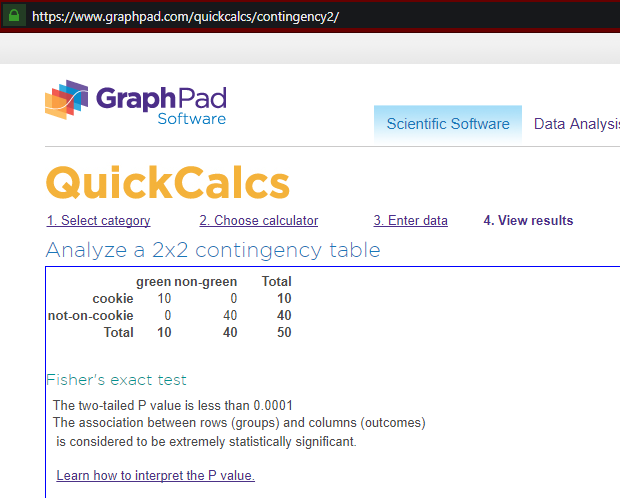 https://www.graphpad.com/quickcalcs/contingency2/
GraphPad
Software
Scientific Software Data Analysis
QuickCalcs
1. Select category 2. Choose calculator 3. Enter data 4. View results
Analyze a 2x2 contingency table
green non-green Total
cookie 10 0 10
not-on-cookie 0 40 40
Total 10 40 50
Fisher's exact test
The two-tailed P value is less than 0.0001
The association between rows (groups) and columns (outcomes)
is considered to be extremely statistically significant.
Learn how to interpret the P value.